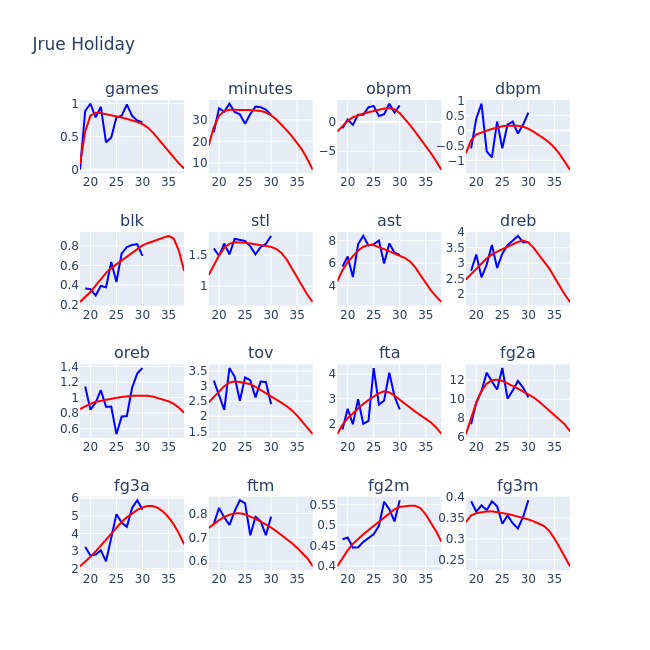 Jrue Holiday
games minutes obpm dbpm
1 0.5 0 20 25 30 35
30 20 10 20 25 30 35
0 −5 20 25 30 35
1 0.5 0 −0.5 −1 20 25 30 35
blk stl ast dreb
0.8 0.6 0.4 0.2 20 25 30 35
1.5 1 20 25 30 35
8 6 4 20 25 30 35
4 3.5 3 2.5 2 20 25 30 35
oreb tov fta fg2a
1.4 1.2 1 0.8 0.6 20 25 30 35
3.5 3 2.5 2 1.5 20 25 30 35
4 3 2 20 25 30 35
12 10 8 6 20 25 30 35
fg3a ftm fg2m fg3m
6 5 4 3 2 20 25 30 35
0.8 0.7 0.6 20 25 30 35
0.55 0.5 0.45 0.4 20 25 30 35
0.4 0.35 0.3 0.25 20 25 30 35